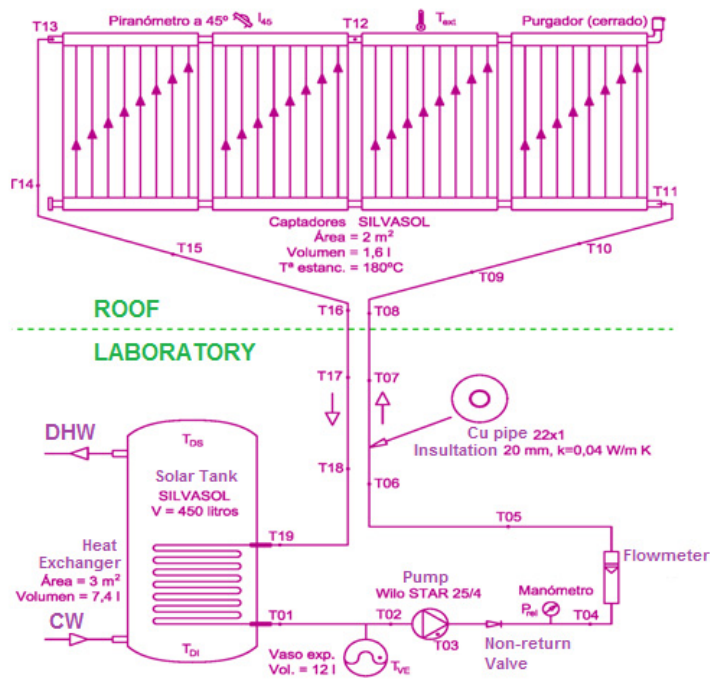 T13 Piranómetro a 45º I45 T12 Text Purgador (cerrado)
T14
T11
Captadores SILVASOL
Área = 2 m²
Volumen = 1,6 l
Tª estanc. = 180ºC
T15
T10
T09
ROOF
T16 T08
LABORATORY
T17 T07
Cu pipe 22x1
Insultation 20 mm, k=0,04 W/m K
DHW
TDS
Solar Tank
SILVASOL
V = 450 litros
T18
T06
T05
T19
Heat
Exchanger
Área = 3 m²
Volumen = 7,4 l
Flowmeter
Pump
Wilo STAR 25/4
Manómetro
Prel
CW
T01 T02 T03 T04
Non-return
Valve
TDI
Vaso exp.
Vol. = 12 l
TVE